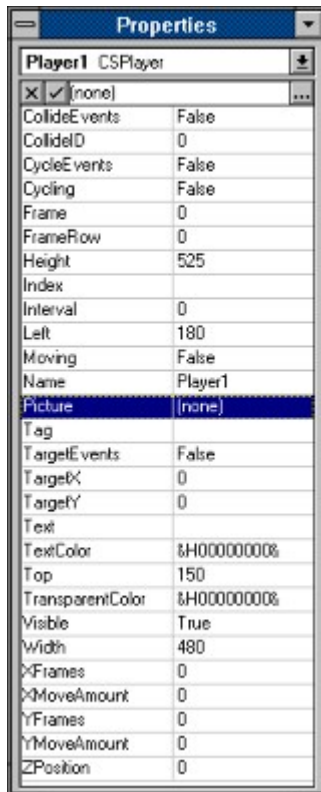 Properties
Player1 CSPlayer
(none) ...
CollideEvents False
CollideID 0
CycleEvents False
Cycling False
Frame 0
FrameRow 0
Height 525
Index
Interval 0
Left 180
Moving False
Name Player1
Picture (none)
Tag
TargetEvents False
TargetX 0
TargetY 0
Text
TextColor &H00000000&
Top 150
TransparentColor &H00000000&
Visible True
Width 480
XFrames 0
XMoveAmount 0
YFrames 0
YMoveAmount 0
ZPosition 0